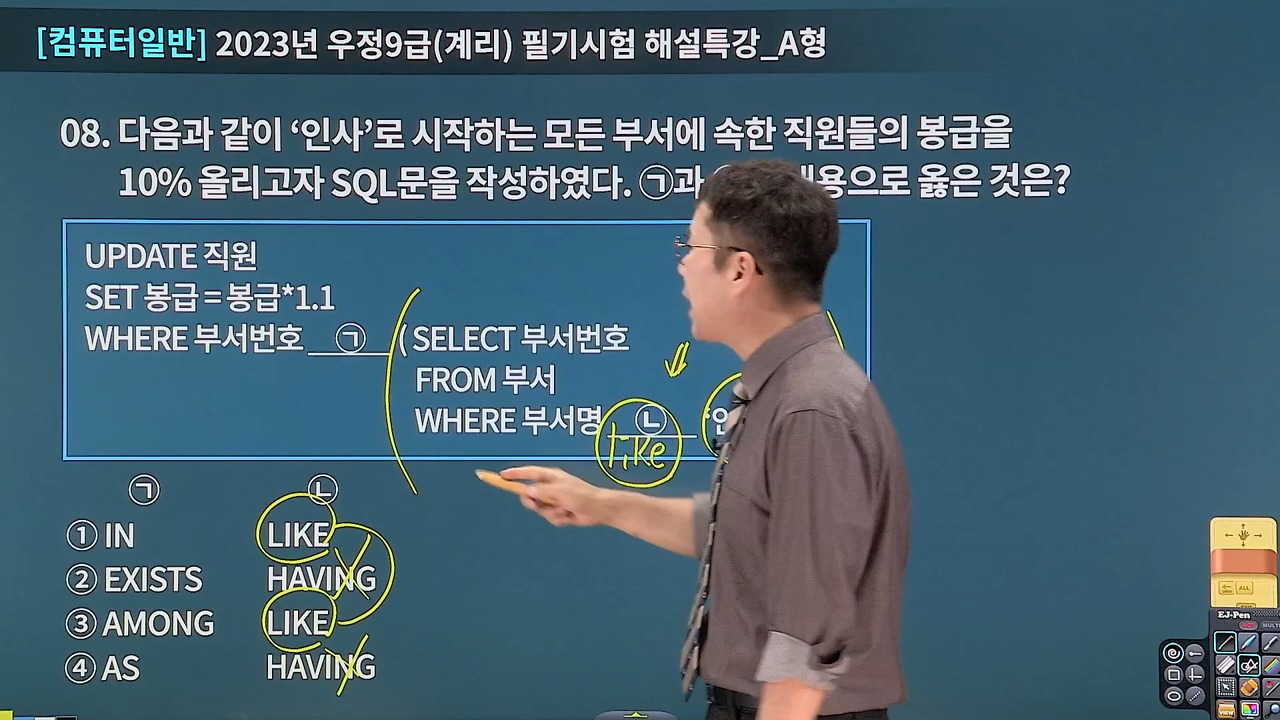 [컴퓨터일반] 2023년 우정9급(계리) 필기시험 해설특강_A형
08. 다음과 같이 ‘인사’로 시작하는 모든 부서에 속한 직원들의 봉급을
10% 올리고자 SQL문을 작성하였다. ㉠과 으로 옳은 것은?
UPDATE 직원
SET 봉급 = 봉급*1.1
WHERE 부서번호 ___㉠___ ( SELECT 부서번호
FROM 부서
WHERE 부서명 ___㉡___ ‘인
like
㉠ ㉡
① IN LIKE
② EXISTS HAVING
③ AMONG LIKE
④ AS HAVING
EJ-Pen
ALL